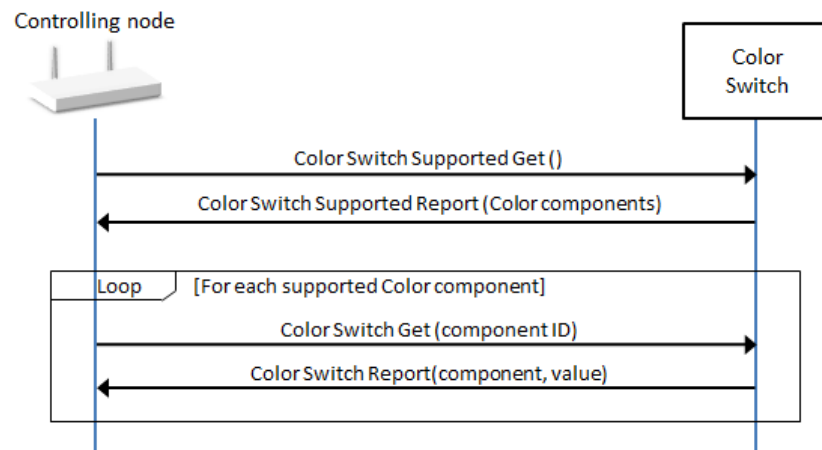 Controlling node
Color
Switch
Color Switch Supported Get ()
Color Switch Supported Report (Color components)
Loop [For each supported Color component]
Color Switch Get (component ID)
Color Switch Report(component, value)